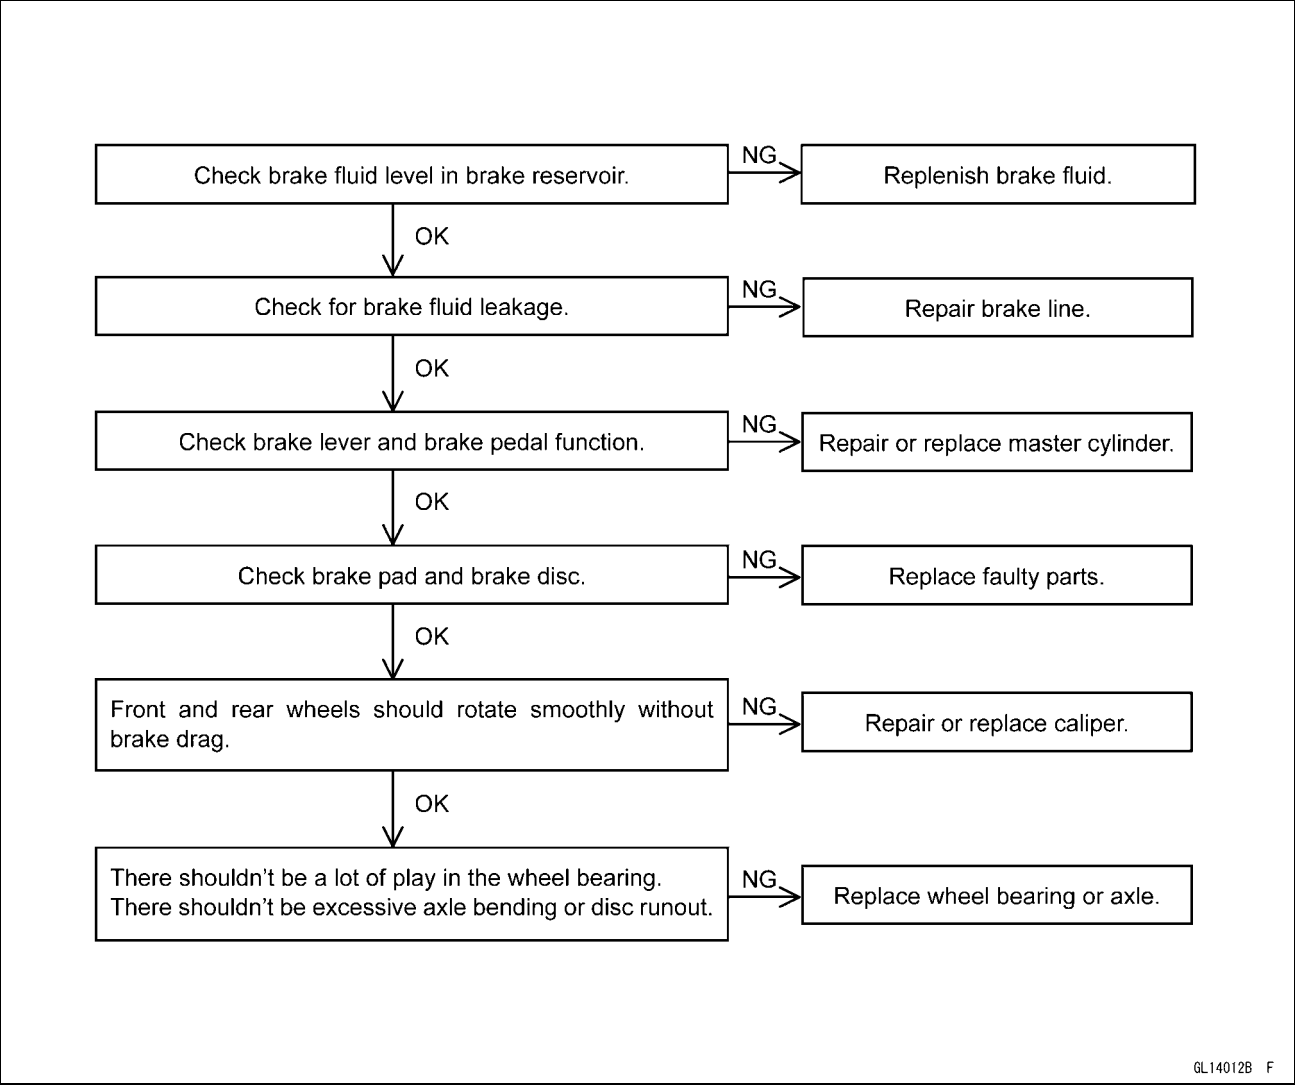 Check brake fluid level in brake reservoir.
NG
Replenish brake fluid.
OK
Check for brake fluid leakage.
NG
Repair brake line.
OK
Check brake lever and brake pedal function.
NG
Repair or replace master cylinder.
OK
Check brake pad and brake disc.
NG
Replace faulty parts.
OK
Front and rear wheels should rotate smoothly without
brake drag.
NG
Repair or replace caliper.
OK
There shouldn't be a lot of play in the wheel bearing.
There shouldn't be excessive axle bending or disc runout.
NG
Replace wheel bearing or axle.
GL14012B F